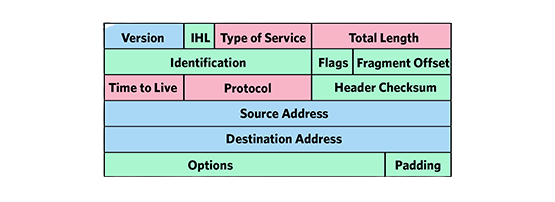 Version IHL Type of Service Total Length
Identification Flags Fragment Offset
Time to Live Protocol Header Checksum
Source Address
Destination Address
Options Padding